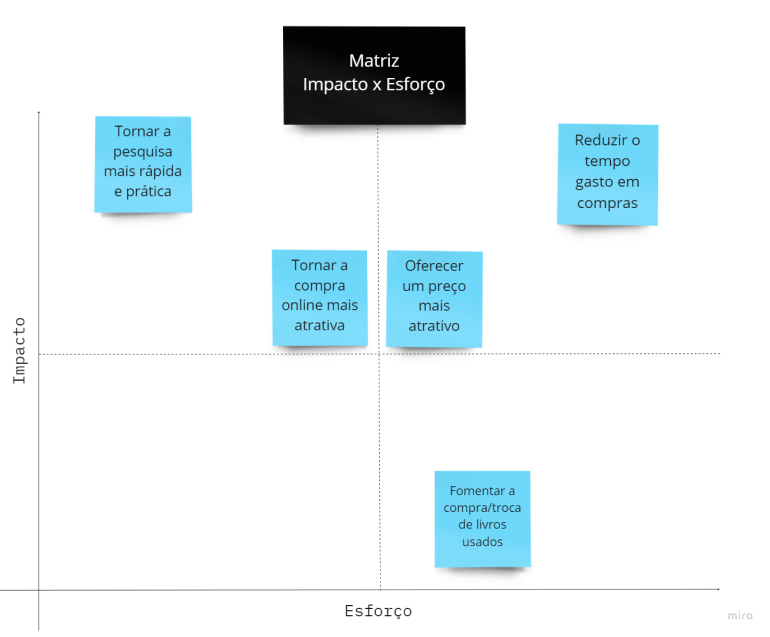 Matriz
Impacto x Esforço
Tornar a
pesquisa
mais rápida
e prática
Reduzir o
tempo
gasto em
compras
Tornar a
compra
online mais
atrativa
Oferecer
um preço
mais
atrativo
Impacto
Fomentar a
compra/troca
de livros
usados
Esforço
miro